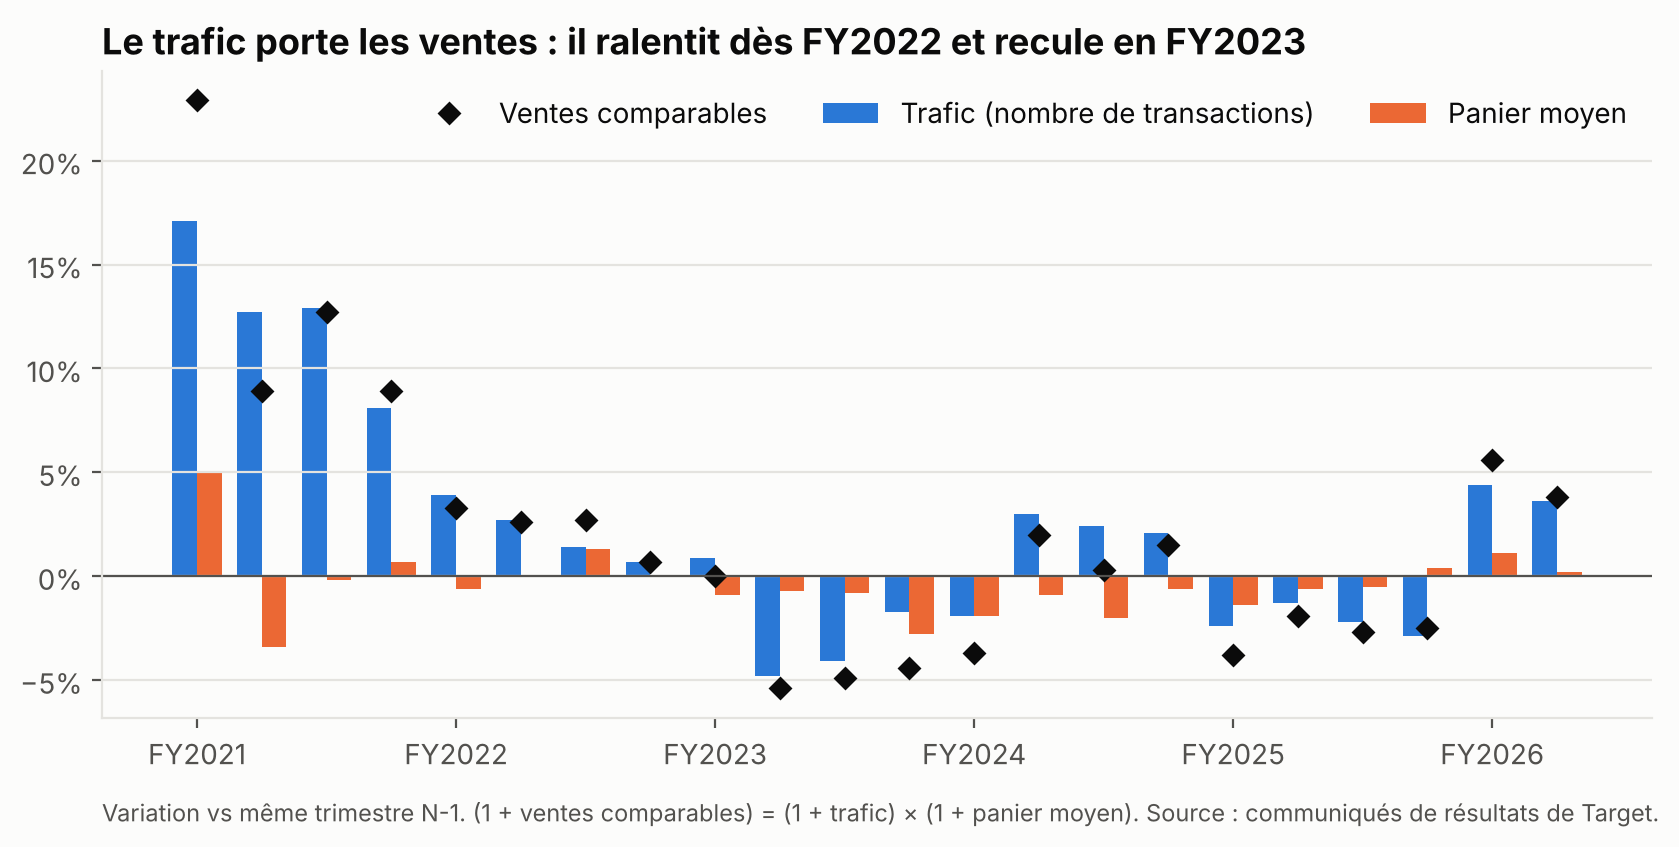 Le trafic porte les ventes : il ralentit dès FY2022 et recule en FY2023
Ventes comparables
Trafic (nombre de transactions)
Panier moyen
20%
15%
10%
5%
0%
−5%
FY2021
FY2022
FY2023
FY2024
FY2025
FY2026
Variation vs même trimestre N-1. (1 + ventes comparables) = (1 + trafic) × (1 + panier moyen). Source : communiqués de résultats de Target.